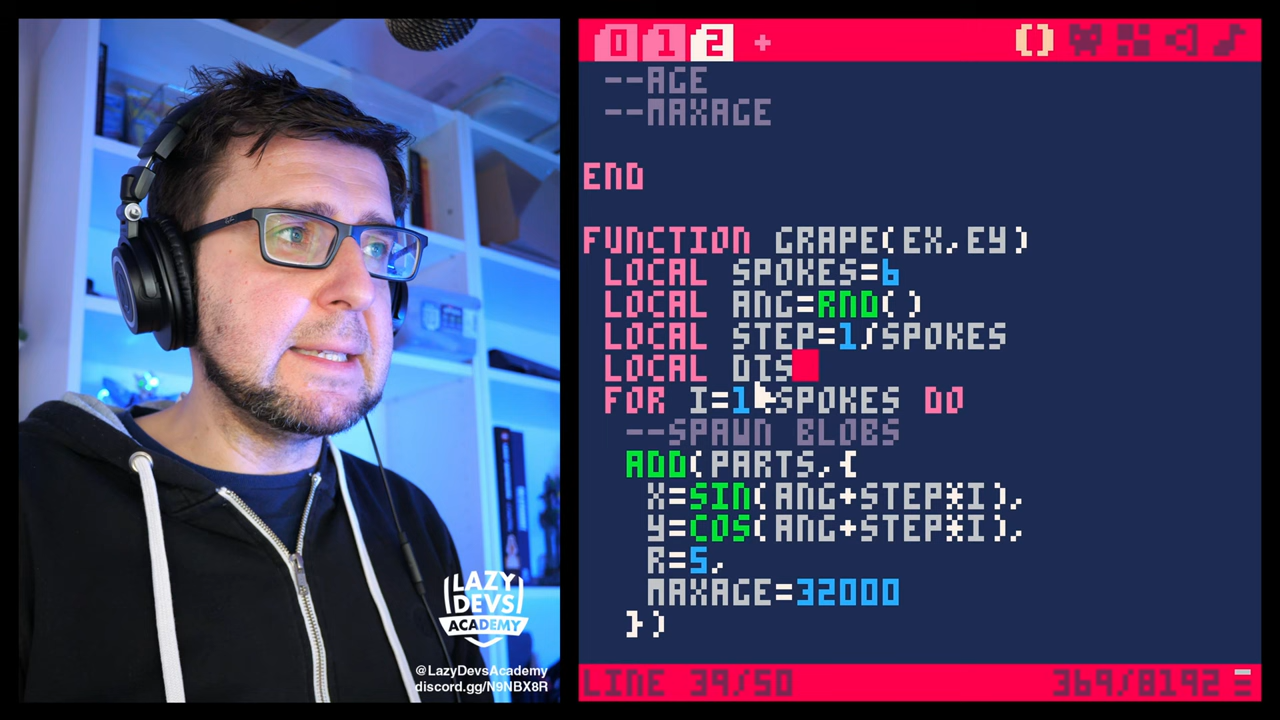 LAZY
DEVS
ACADEMY
@LazyDevsAcademy
discord.gg/N9NBX8R
0 1 2 +
--AGE
--MAXAGE
END
FUNCTION GRAPE(EX,EY)
LOCAL SPOKES=6
LOCAL ANG=RND()
LOCAL STEP=1/SPOKES
LOCAL DIS
FOR I=1,SPOKES DO
--SPAWN BLOBS
ADD(PARTS,{
X=SIN(ANG+STEP*I),
Y=COS(ANG+STEP*I),
R=5,
MAXAGE=32000
})
LINE 39/50
369/8192